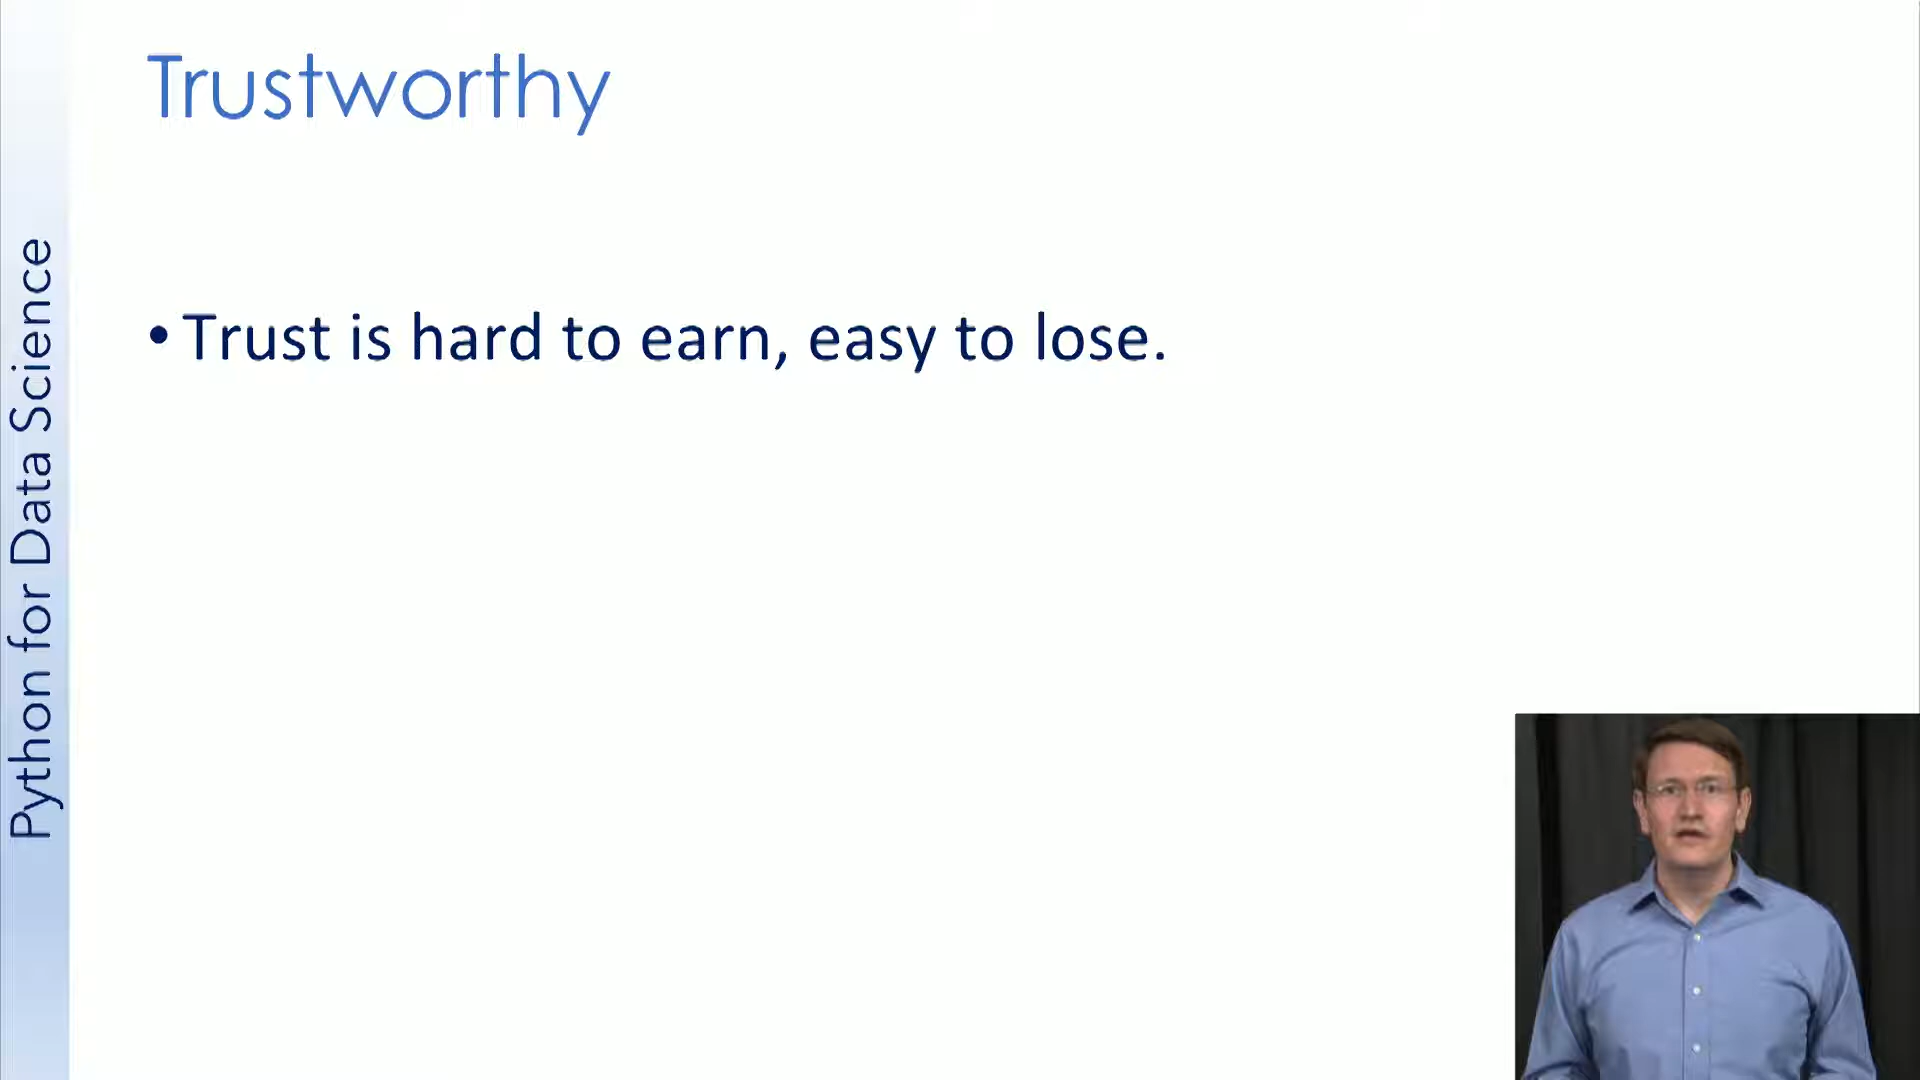 Trustworthy
• Trust is hard to earn, easy to lose.
Python for Data Science